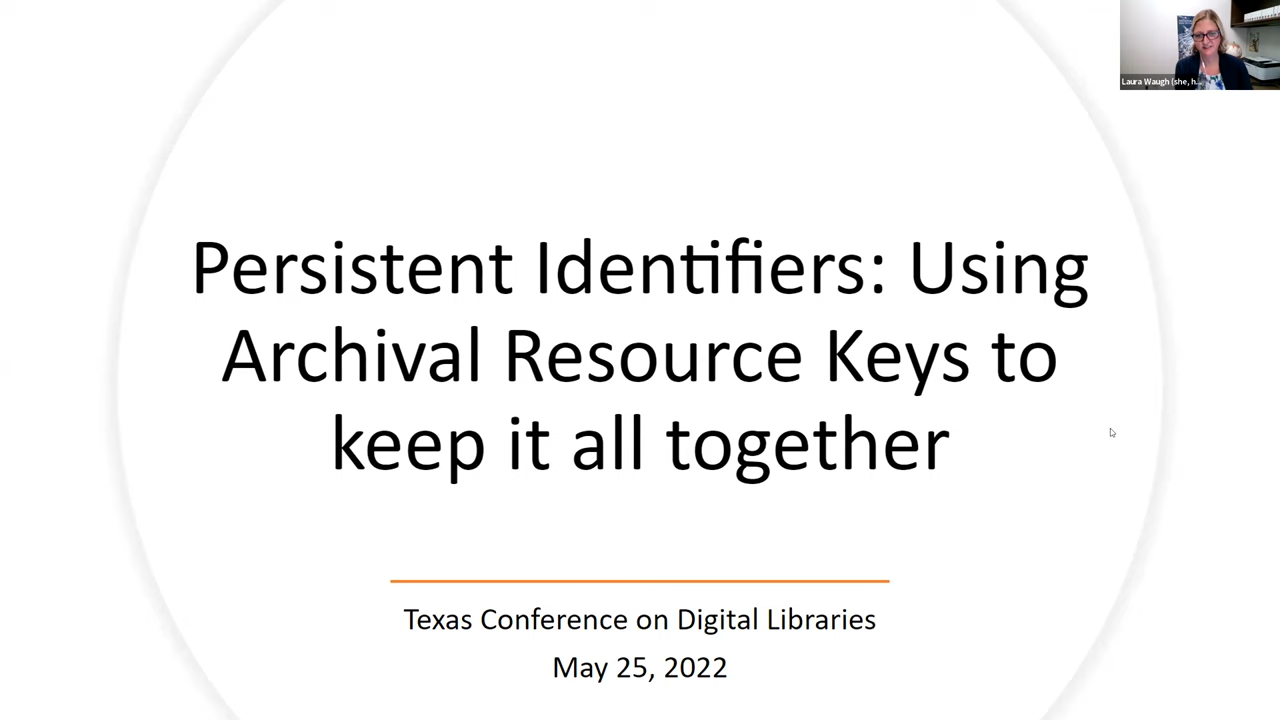 Laura Waugh (she, h...
Persistent Identifiers: Using
Archival Resource Keys to
keep it all together
Texas Conference on Digital Libraries
May 25, 2022